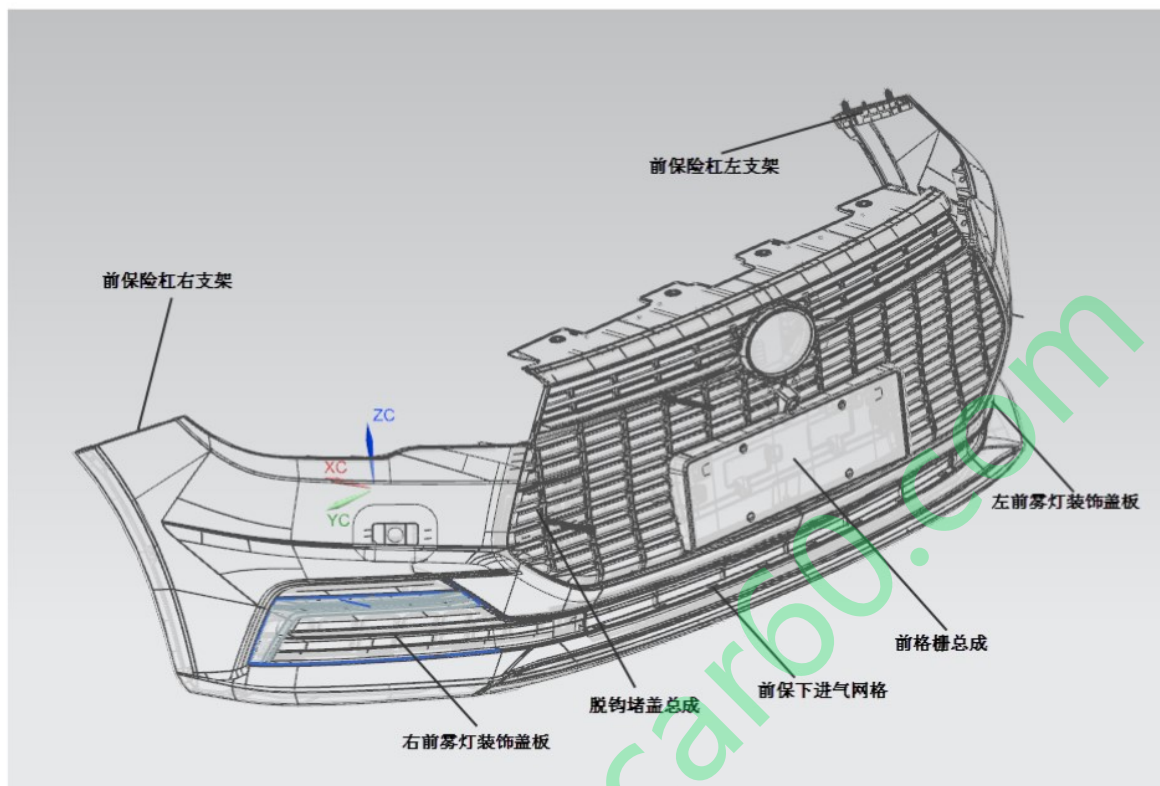 前保险杠左支架
前保险杠右支架
ZC
XC
YC
左前雾灯装饰盖板
前格栅总成
前保下进气网格
脱钩堵盖总成
右前雾灯装饰盖板
car60.com